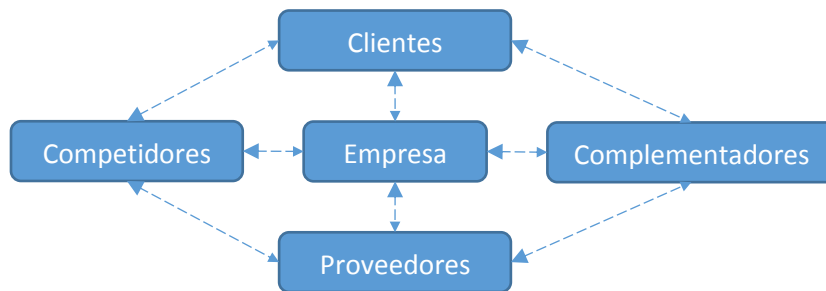 Clientes
Competidores
Empresa
Complementadores
Proveedores